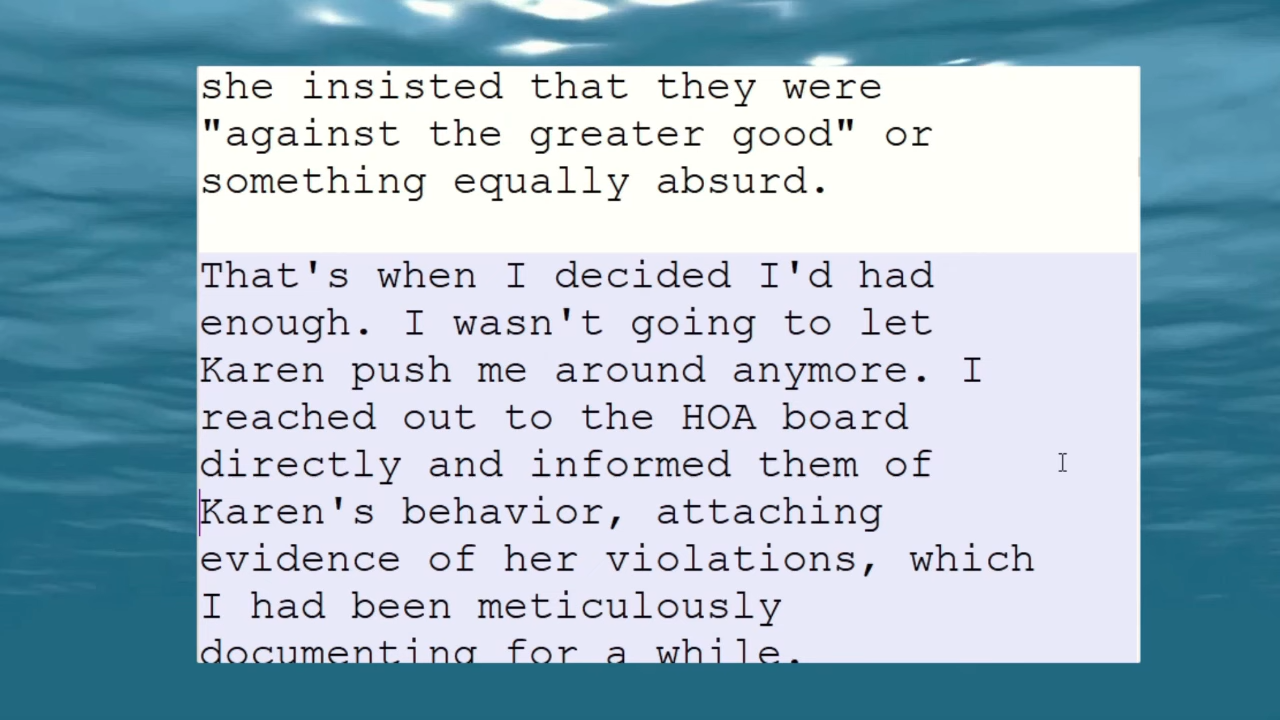 she insisted that they were
"against the greater good" or
something equally absurd.
That's when I decided I'd had
enough. I wasn't going to let
Karen push me around anymore. I
reached out to the HOA board
directly and informed them of
Karen's behavior, attaching
evidence of her violations, which
I had been meticulously
documenting for a while.